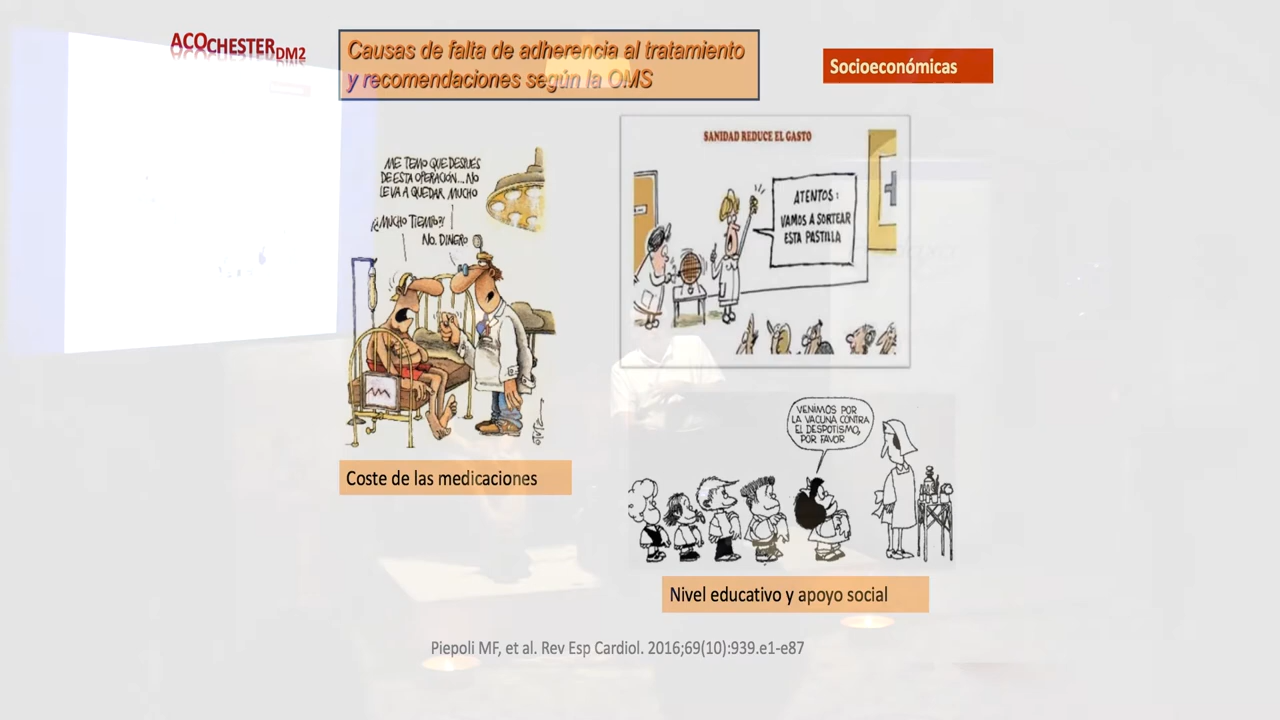 ACOCHESTERDM2
Causas de falta de adherencia al tratamiento
y recomendaciones según la OMS
Socioeconómicas
SANIDAD REDUCE EL GASTO
ME TEMO QUE DESPUES
DE ESTA OPERACIÓN... NO
LE VA A QUEDAR MUCHO
¿¡MUCHO TIEMPO?!
NO. DINERO
ATENTOS:
VAMOS A SORTEAR
ESTA PASTILLA
VENIMOS POR
LA VACUNA CONTRA
EL DESPOTISMO,
POR FAVOR
Coste de las medicaciones
Nivel educativo y apoyo social
Piepoli MF, et al. Rev Esp Cardiol. 2016;69(10):939.e1-e87